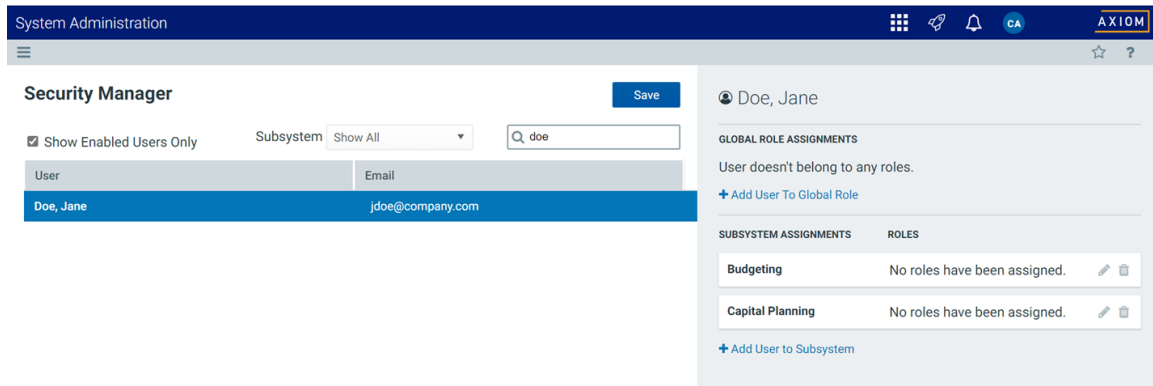 System Administration
CA
AXIOM
?
Security Manager
Save
Show Enabled Users Only
Subsystem
Show All
doe
User
Email
Doe, Jane
jdoe@company.com
Doe, Jane
GLOBAL ROLE ASSIGNMENTS
User doesn't belong to any roles.
+ Add User To Global Role
SUBSYSTEM ASSIGNMENTS
ROLES
Budgeting
No roles have been assigned.
Capital Planning
No roles have been assigned.
+ Add User to Subsystem